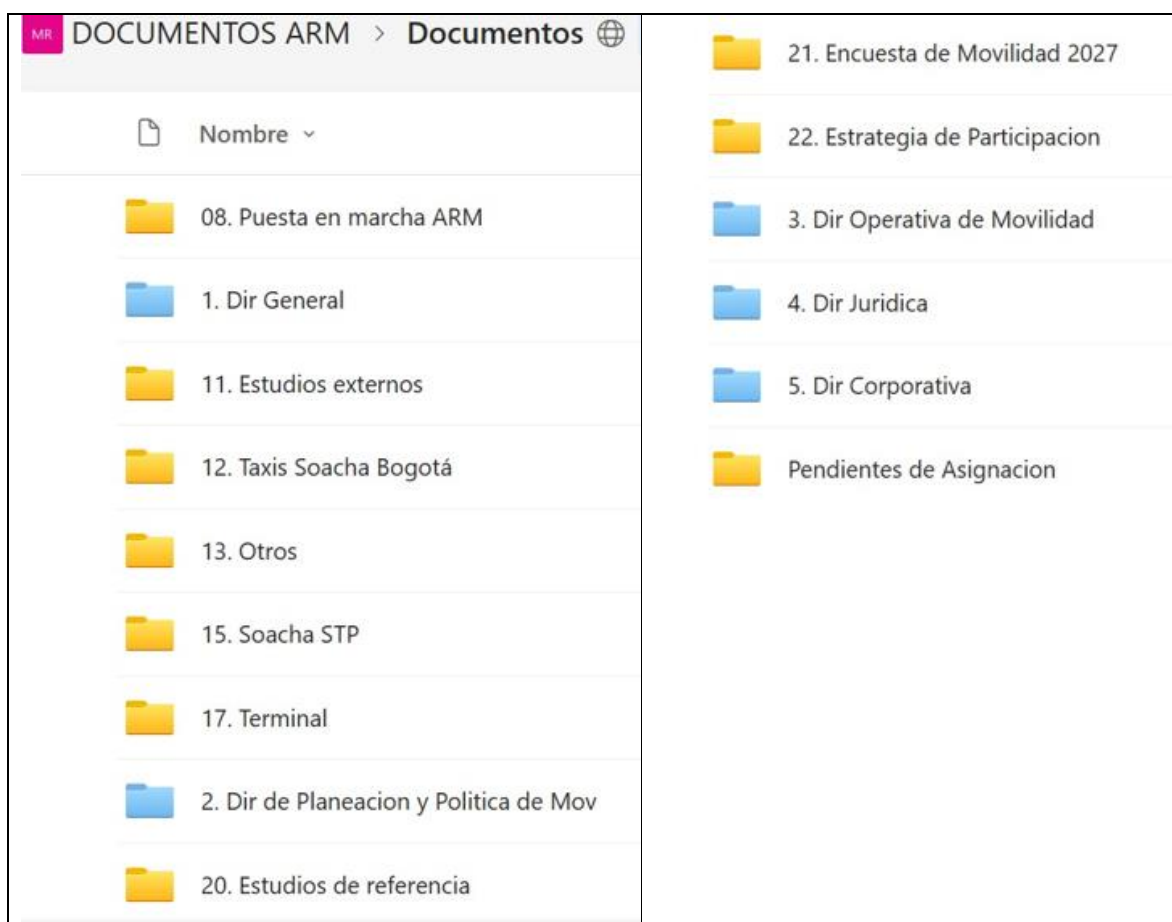 MR DOCUMENTOS ARM > Documentos
Nombre
08. Puesta en marcha ARM
1. Dir General
11. Estudios externos
12. Taxis Soacha Bogotá
13. Otros
15. Soacha STP
17. Terminal
2. Dir de Planeacion y Politica de Mov
20. Estudios de referencia
21. Encuesta de Movilidad 2027
22. Estrategia de Participacion
3. Dir Operativa de Movilidad
4. Dir Juridica
5. Dir Corporativa
Pendientes de Asignacion